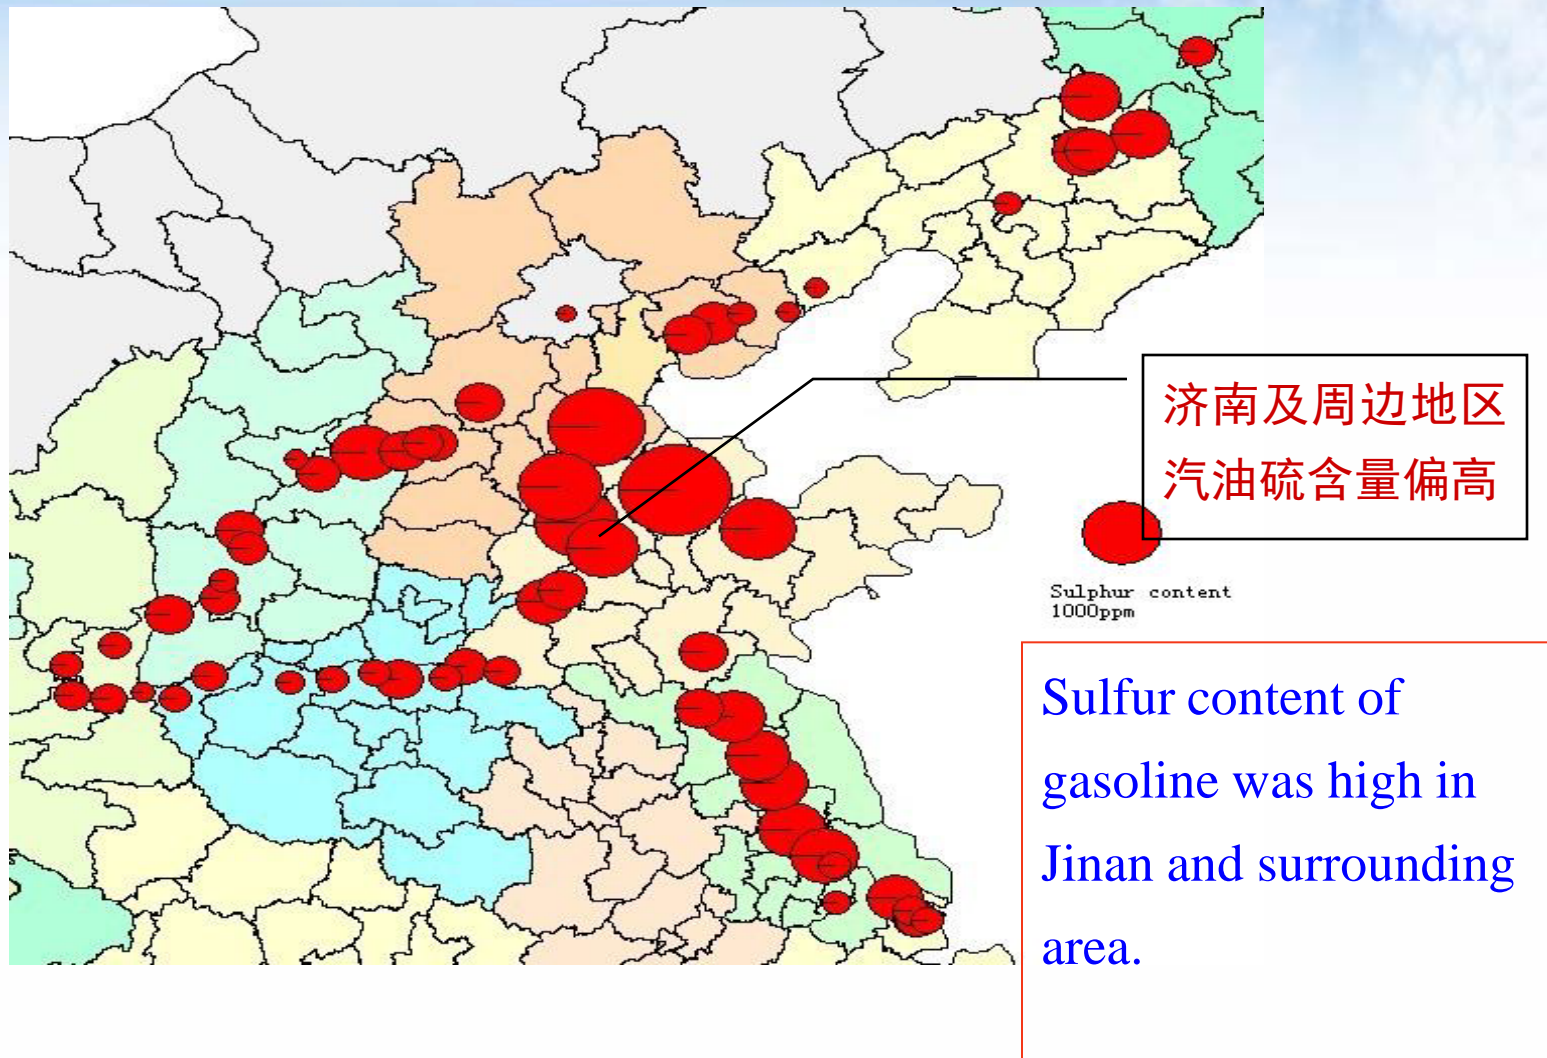 济南及周边地区
汽油硫含量偏高
Sulphur content
1000ppm
Sulfur content of
gasoline was high in
Jinan and surrounding
area.